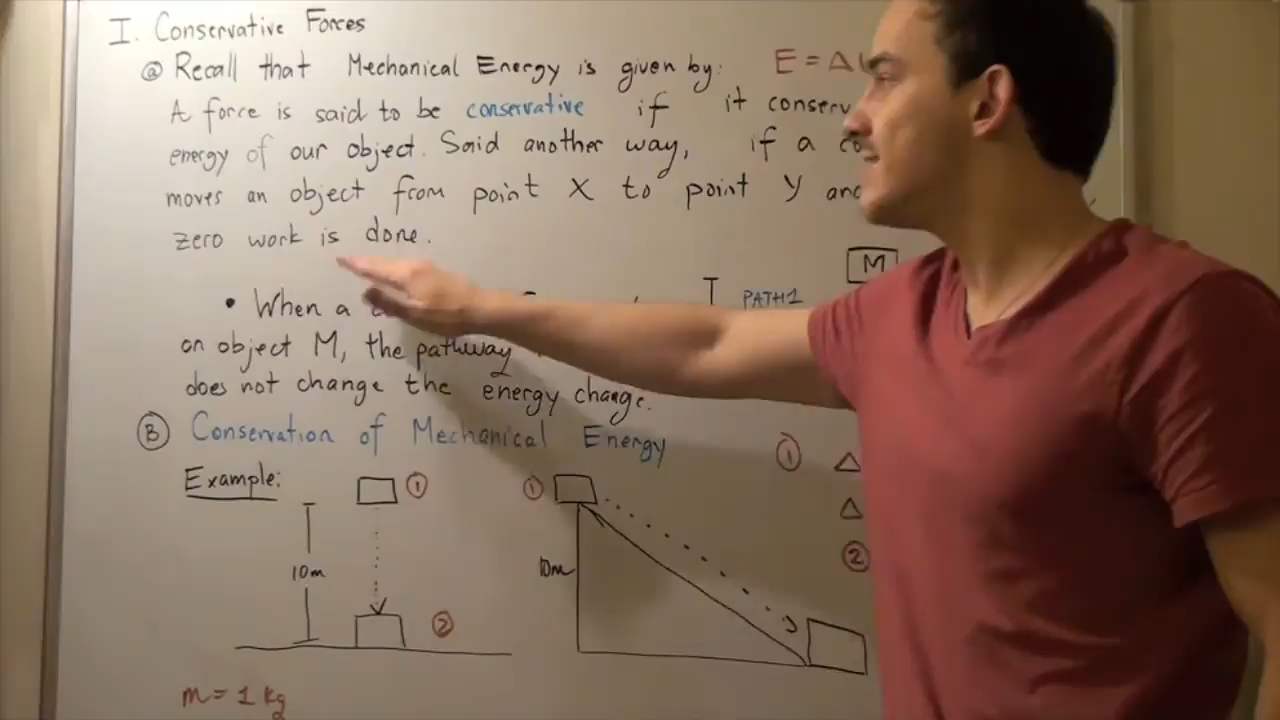 I. Conservative Forces
@ Recall that Mechanical Energy is given by: E = Δ
A force is said to be conservative if it conserv
energy of our object. Said another way, if a co
moves an object from point X to point Y and
zero work is done.
M
PATH1
• When a
on object M, the pathway
does not change the energy change.
B Conservation of Mechanical Energy
1 Δ
Example: 1 1
Δ
2
10m 10m
2
m = 1 kg